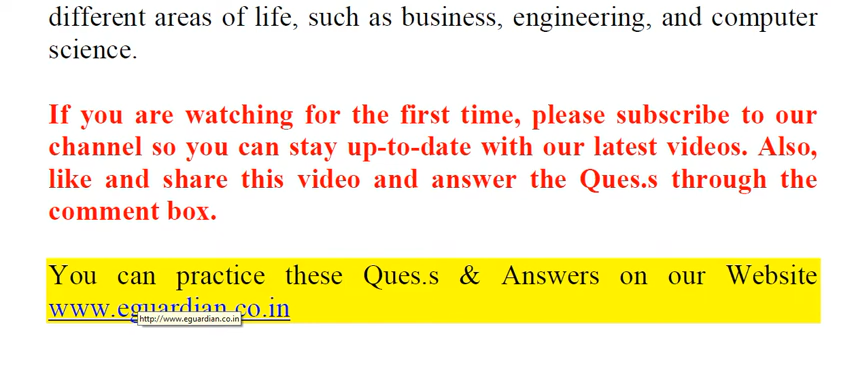 different areas of life, such as business, engineering, and computer
science.
If you are watching for the first time, please subscribe to our
channel so you can stay up-to-date with our latest videos. Also,
like and share this video and answer the Ques.s through the
comment box.
You can practice these Ques.s & Answers on our Website
www.eguardian.co.in
http://www.eguardian.co.in